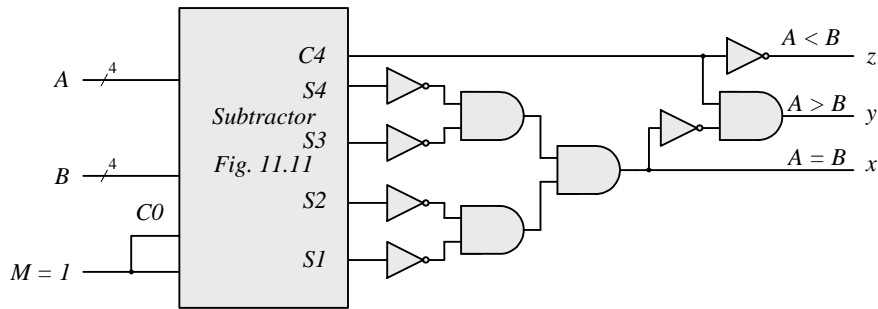 C4
A < B
z
A
4
S4
Subtractor
A > B
y
S3
Fig. 11.11
A = B
x
B
4
S2
C0
S1
M = 1